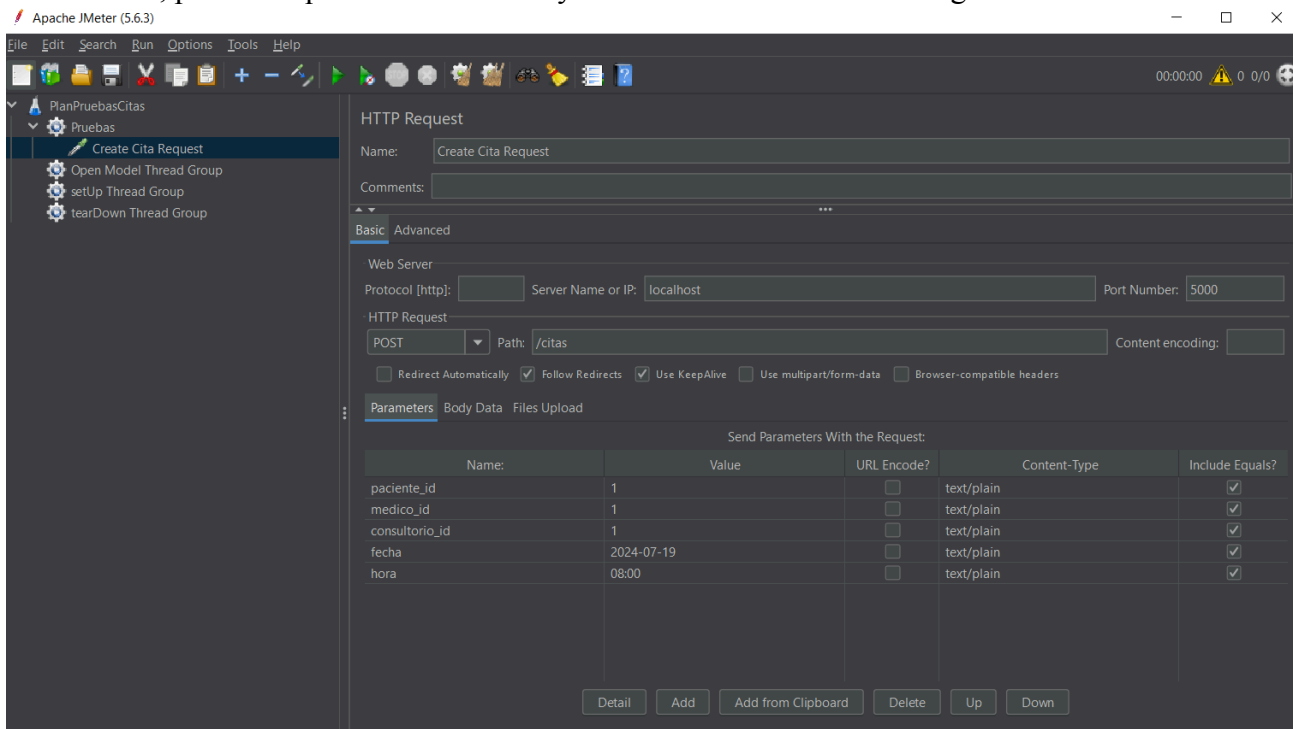 Apache JMeter (5.6.3)
File Edit Search Run Options Tools Help
00:00:00 0 0/0
PlanPruebasCitas
Pruebas
Create Cita Request
Open Model Thread Group
setUp Thread Group
tearDown Thread Group
HTTP Request
Name: Create Cita Request
Comments:
Basic Advanced
Web Server
Protocol [http]: Server Name or IP: localhost Port Number: 5000
HTTP Request
POST Path: /citas Content encoding:
Redirect Automatically Follow Redirects Use KeepAlive Use multipart/form-data Browser-compatible headers
Parameters Body Data Files Upload
Send Parameters With the Request:
Name: Value URL Encode? Content-Type Include Equals?
paciente_id 1 text/plain
medico_id 1 text/plain
consultorio_id 1 text/plain
fecha 2024-07-19 text/plain
hora 08:00 text/plain
Detail Add Add from Clipboard Delete Up Down